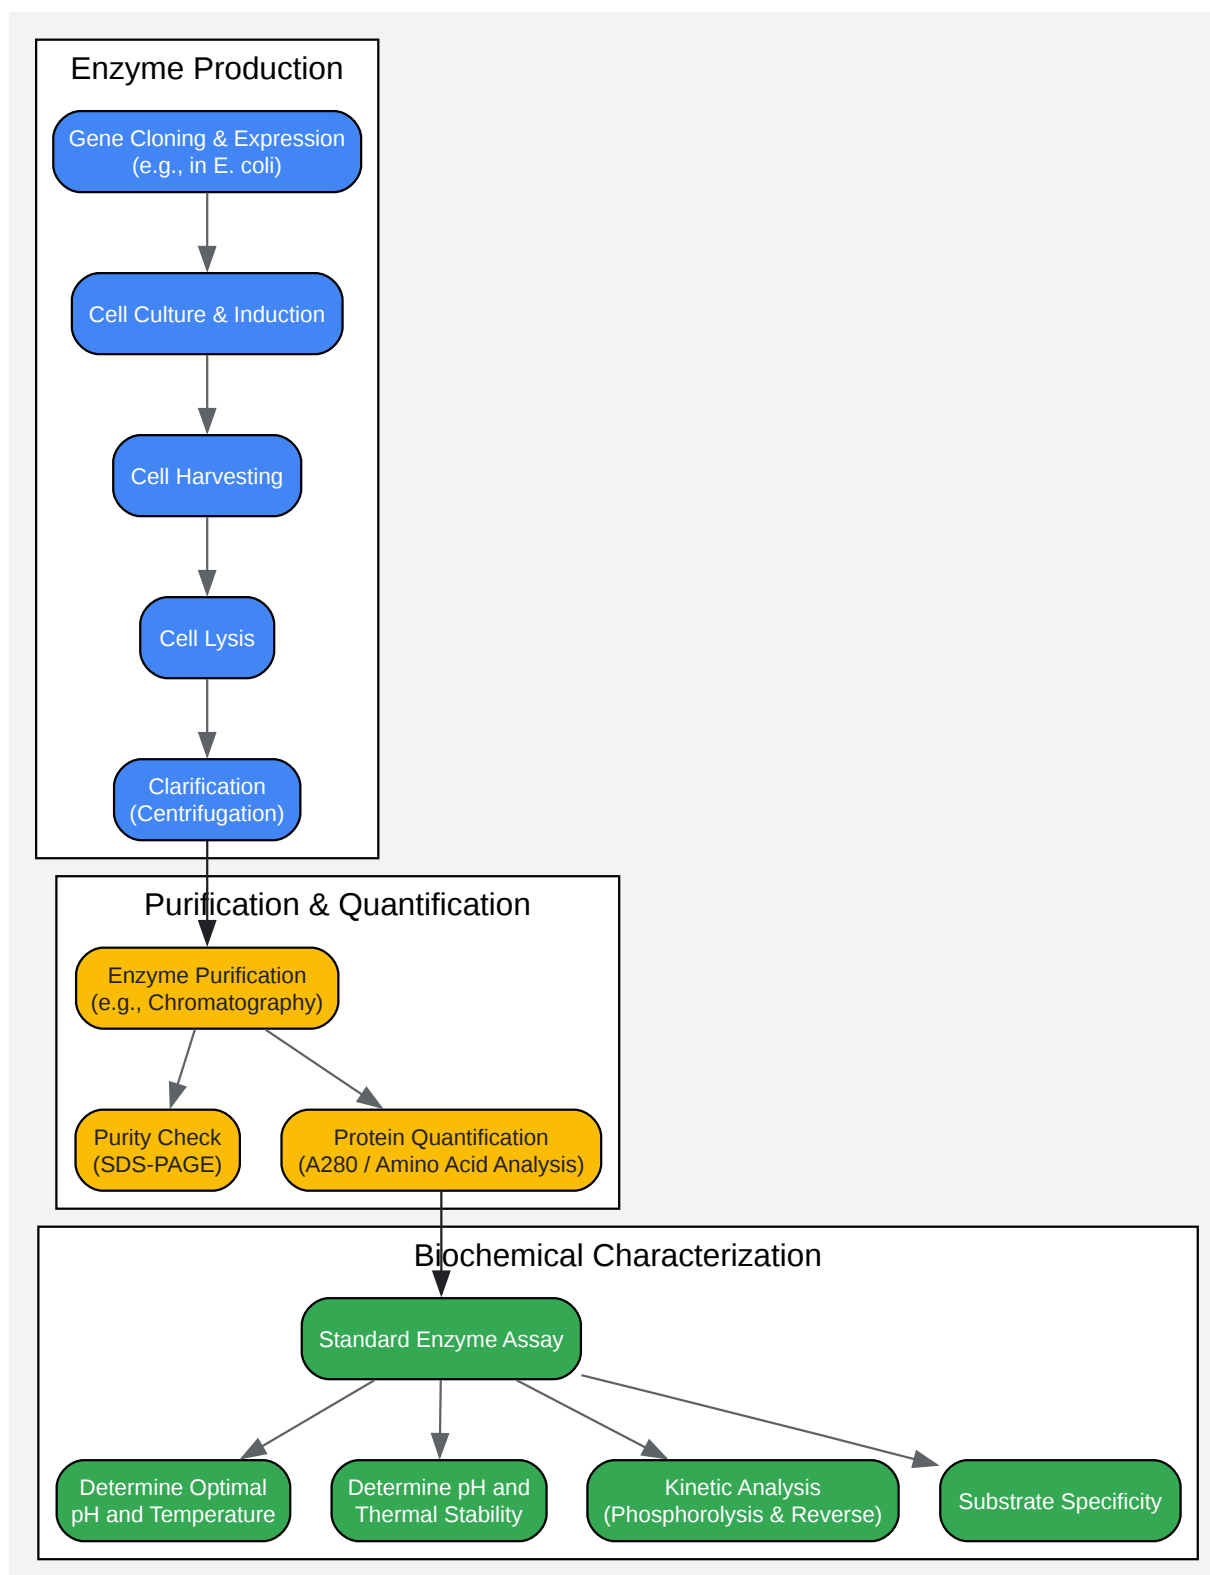 Enzyme Production
Gene Cloning & Expression
(e.g., in E. coli)
Cell Culture & Induction
Cell Harvesting
Cell Lysis
Clarification
(Centrifugation)
Purification & Quantification
Enzyme Purification
(e.g., Chromatography)
Purity Check
(SDS-PAGE)
Protein Quantification
(A280 / Amino Acid Analysis)
Biochemical Characterization
Standard Enzyme Assay
Determine Optimal
pH and Temperature
Determine pH and
Thermal Stability
Kinetic Analysis
(Phosphorolysis & Reverse)
Substrate Specificity